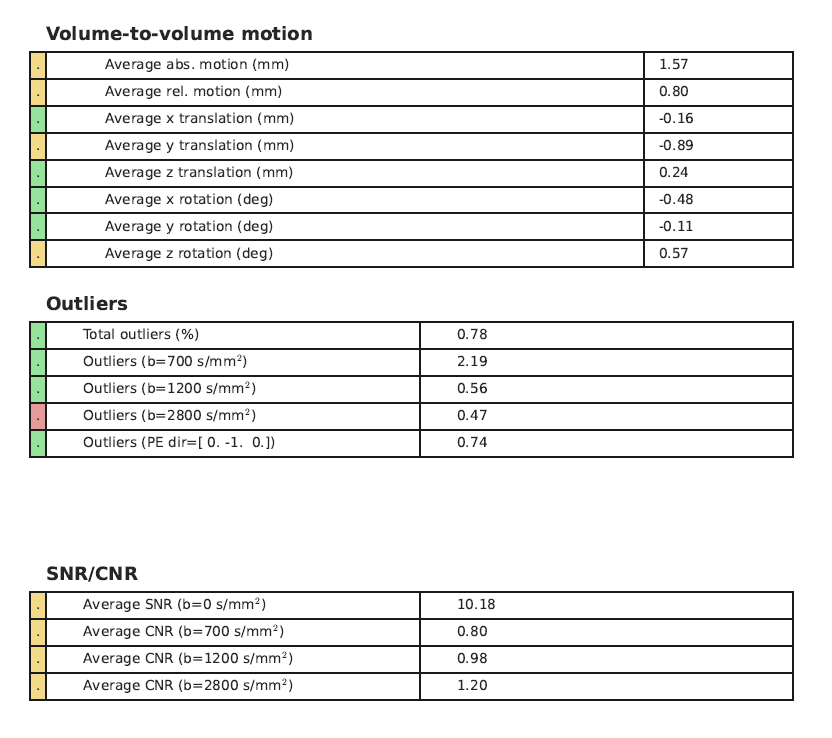 Volume-to-volume motion
. Average abs. motion (mm) 1.57
. Average rel. motion (mm) 0.80
. Average x translation (mm) -0.16
. Average y translation (mm) -0.89
. Average z translation (mm) 0.24
. Average x rotation (deg) -0.48
. Average y rotation (deg) -0.11
. Average z rotation (deg) 0.57
Outliers
. Total outliers (%) 0.78
. Outliers (b=700 s/mm²) 2.19
. Outliers (b=1200 s/mm²) 0.56
. Outliers (b=2800 s/mm²) 0.47
. Outliers (PE dir=[ 0. -1.  0.]) 0.74
SNR/CNR
. Average SNR (b=0 s/mm²) 10.18
. Average CNR (b=700 s/mm²) 0.80
. Average CNR (b=1200 s/mm²) 0.98
. Average CNR (b=2800 s/mm²) 1.20